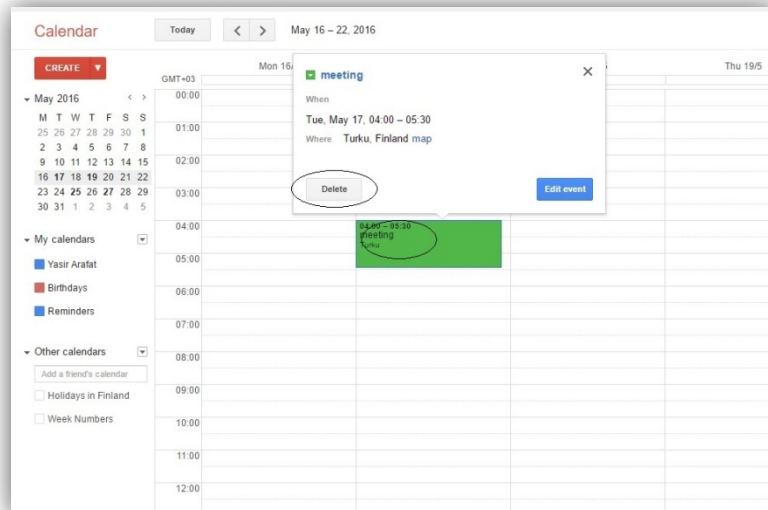 Calendar
Today
May 16 – 22, 2016
CREATE
Mon 16/
Thu 19/5
GMT+03
May 2016
M T W T F S S
25 26 27 28 29 30 1
2 3 4 5 6 7 8
9 10 11 12 13 14 15
16 17 18 19 20 21 22
23 24 25 26 27 28 29
30 31 1 2 3 4 5
My calendars
Yasir Arafat
Birthdays
Reminders
Other calendars
Add a friend's calendar
Holidays in Finland
Week Numbers
00:00
01:00
02:00
03:00
04:00
05:00
06:00
07:00
08:00
09:00
10:00
11:00
12:00
meeting
When
Tue, May 17, 04:00 – 05:30
Where Turku, Finland map
Delete
Edit event
04:00 – 05:30
meeting
Turku